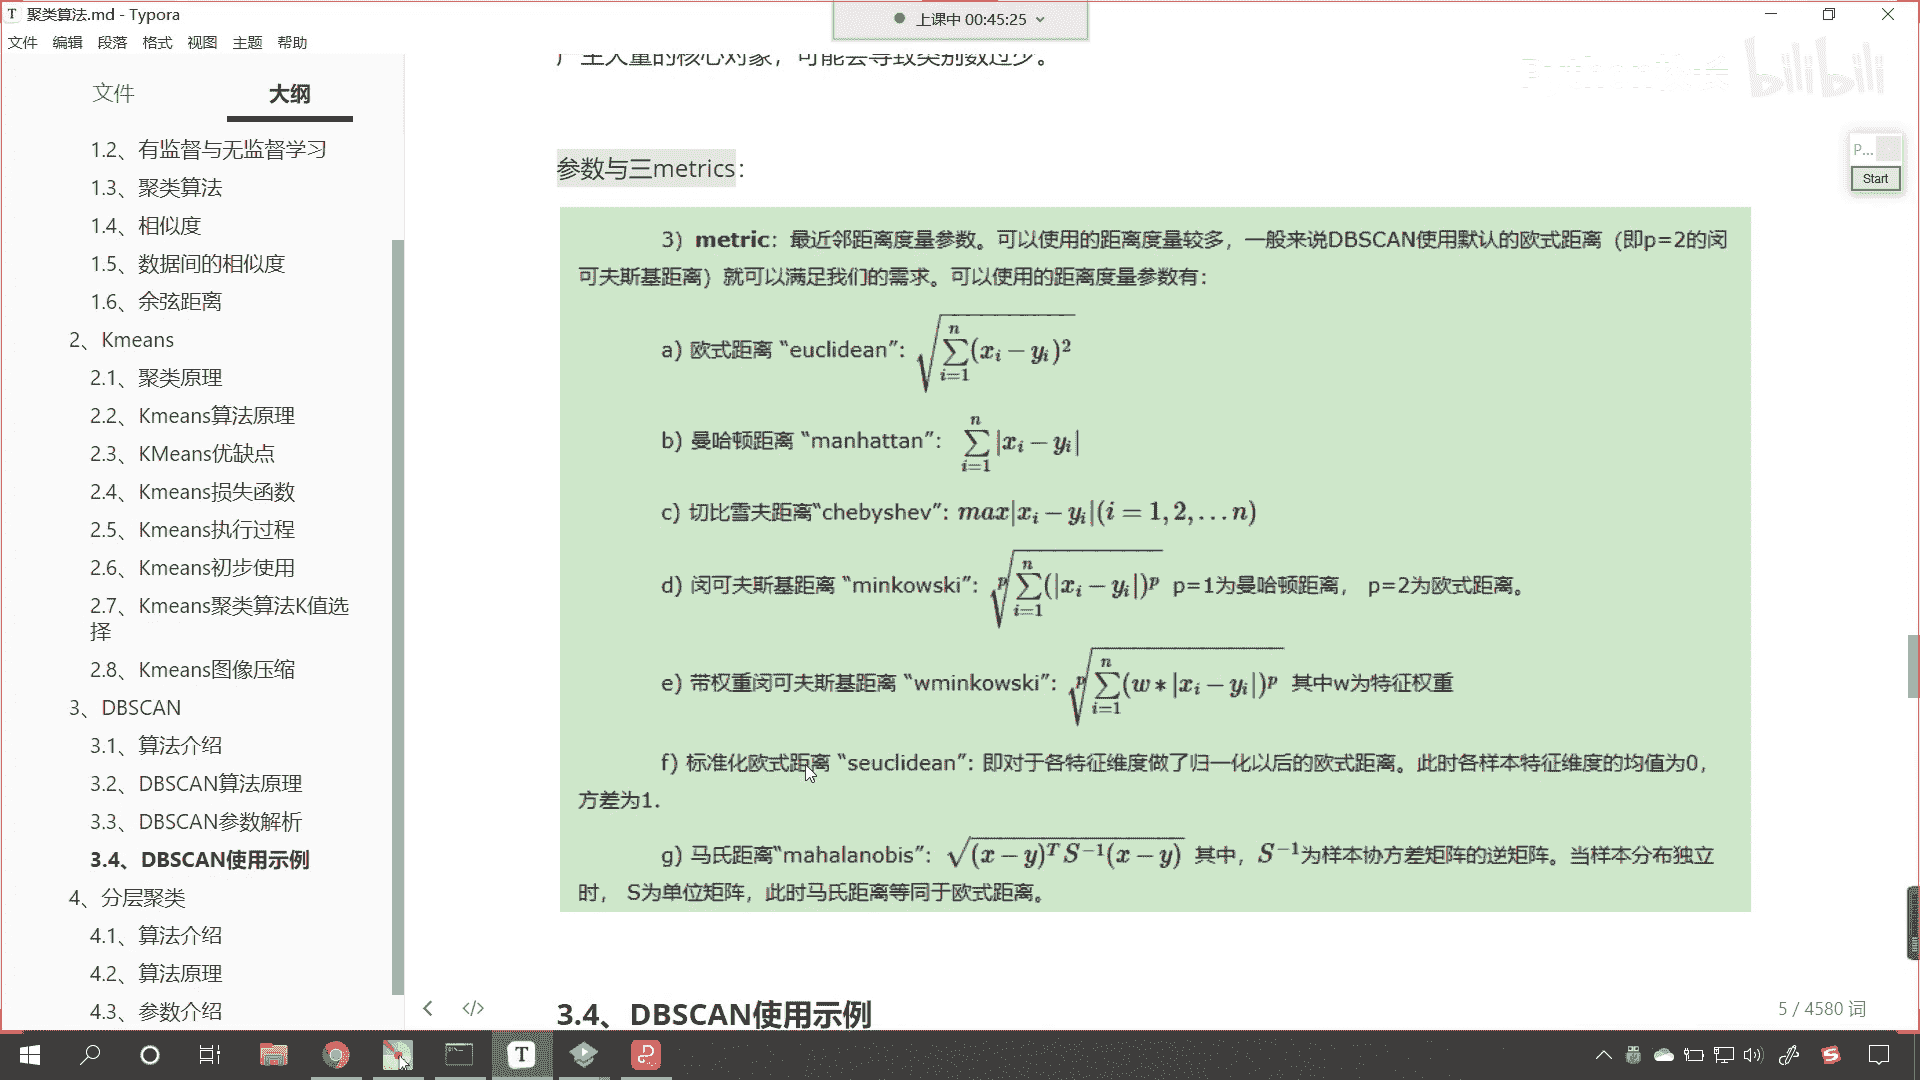 聚类算法.md - Typora
上课中 00:45:25
文件 编辑 段落 格式 视图 主题 帮助
文件 大纲
1.2、有监督与无监督学习
1.3、聚类算法
1.4、相似度
1.5、数据间的相似度
1.6、余弦距离
2、Kmeans
2.1、聚类原理
2.2、Kmeans算法原理
2.3、KMeans优缺点
2.4、Kmeans损失函数
2.5、Kmeans执行过程
2.6、Kmeans初步使用
2.7、Kmeans聚类算法K值选
择
2.8、Kmeans图像压缩
3、DBSCAN
3.1、算法介绍
3.2、DBSCAN算法原理
3.3、DBSCAN参数解析
3.4、DBSCAN使用示例
4、分层聚类
4.1、算法介绍
4.2、算法原理
4.3、参数介绍
产生大量的核心对象，可能会导致类别数过少。
bilibili
P...
Start
参数与三metrics：
3）metric：最近邻距离度量参数。可以使用的距离度量较多，一般来说DBSCAN使用默认的欧式距离（即p=2的闵
可夫斯基距离）就可以满足我们的需求。可以使用的距离度量参数有：
a) 欧式距离 “euclidean”: √∑_{i=1}^{n}(x_i − y_i)^2
b) 曼哈顿距离 “manhattan”: ∑_{i=1}^{n}|x_i − y_i|
c) 切比雪夫距离“chebyshev”: max|x_i − y_i|(i = 1, 2, …n)
d) 闵可夫斯基距离 “minkowski”: ᵖ√∑_{i=1}^{n}(|x_i − y_i|)^p p=1为曼哈顿距离， p=2为欧式距离。
e) 带权重闵可夫斯基距离 “wminkowski”: ᵖ√∑_{i=1}^{n}(w ∗ |x_i − y_i|)^p 其中w为特征权重
f) 标准化欧式距离 “seuclidean”: 即对于各特征维度做了归一化以后的欧式距离。此时各样本特征维度的均值为0，
方差为1.
g) 马氏距离“mahalanobis”: √(x − y)^T S^{−1}(x − y) 其中，S^{−1}为样本协方差矩阵的逆矩阵。当样本分布独立
时， S为单位矩阵，此时马氏距离等同于欧式距离。
3.4、DBSCAN使用示例
5 / 4580 词